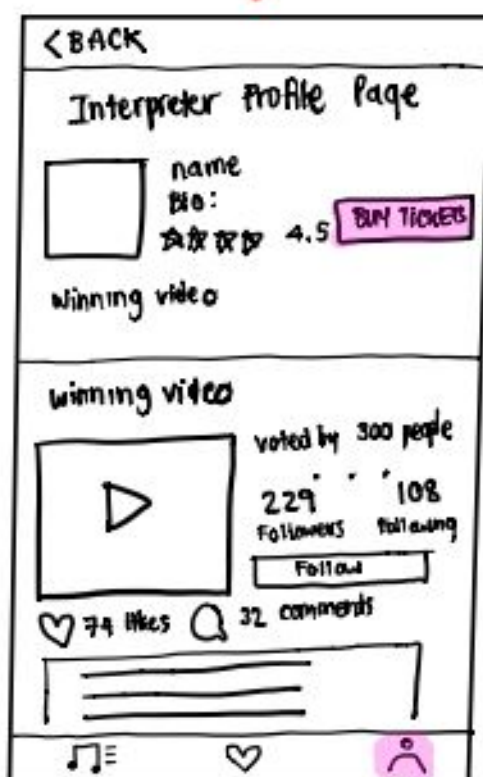 < BACK
Interpreter Profile Page
name
Bio:
4.5
BUY TICKETS
winning video
winning video
voted by 300 people
229 108
Followers following
Follow
74 likes 32 comments